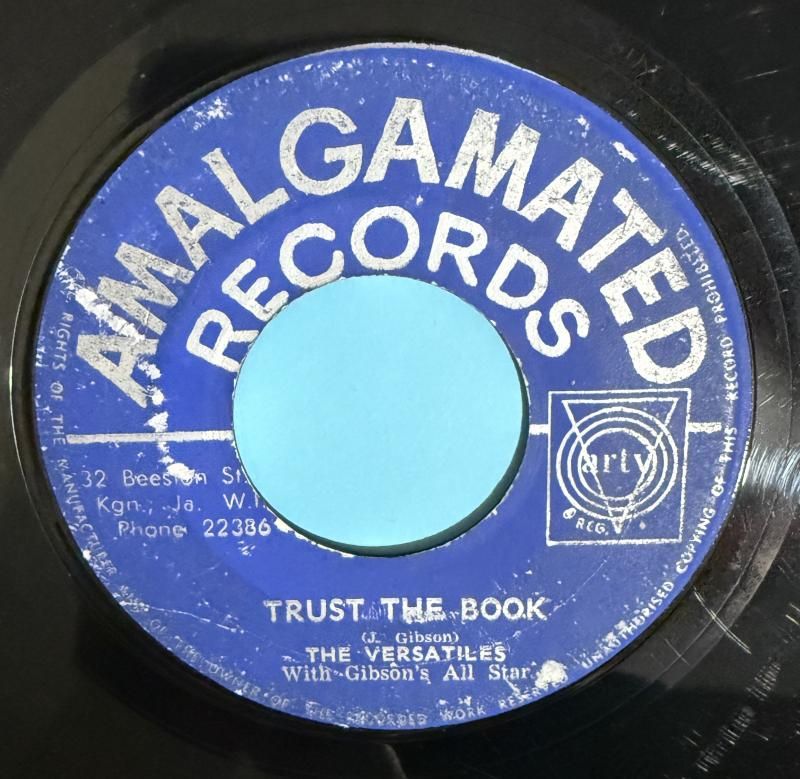 AMALGAMATED
RECORDS
32 Beeston St.
Kgn., Ja. W.I.
Phone 22386
arty
REG.
TRUST THE BOOK
(J. Gibson)
THE VERSATILES
With Gibson's All Star
RIGHTS OF THE MANUFACTURER AND OF THE OWNER OF THE RECORDED WORK RESERVED UNAUTHORISED COPYING OF THIS RECORD PROHIBITED.